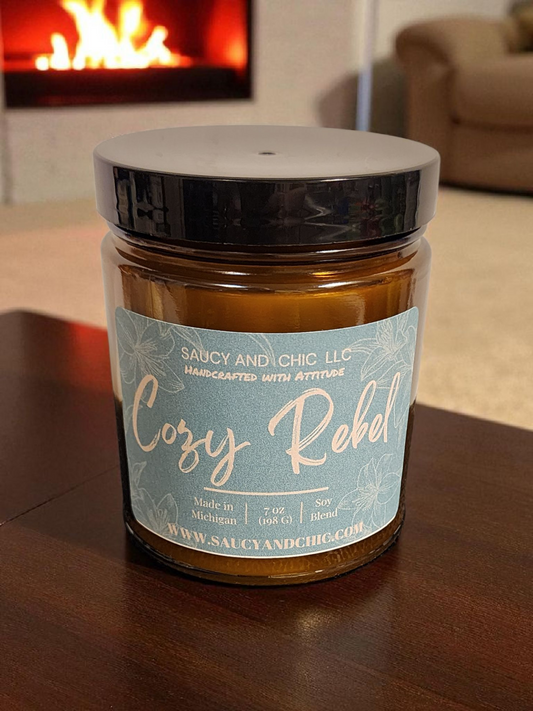 SAUCY AND CHIC LLC
Handcrafted with Attitude
Cozy Rebel
Made in Michigan | 7 oz (198 G) | Soy Blend
WWW.SAUCYANDCHIC.COM